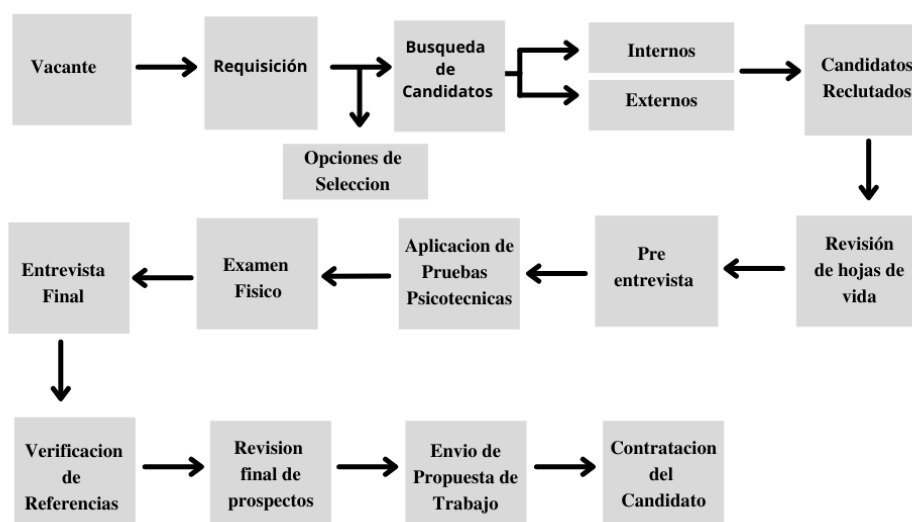 Vacante
Requisición
Busqueda
de
Candidatos
Internos
Externos
Candidatos
Reclutados
Opciones de
Seleccion
Revisión
de hojas de
vida
Pre
entrevista
Aplicacion de
Pruebas
Psicotecnicas
Examen
Fisico
Entrevista
Final
Verificacion
de
Referencias
Revision
final de
prospectos
Envio de
Propuesta de
Trabajo
Contratacion
del
Candidato